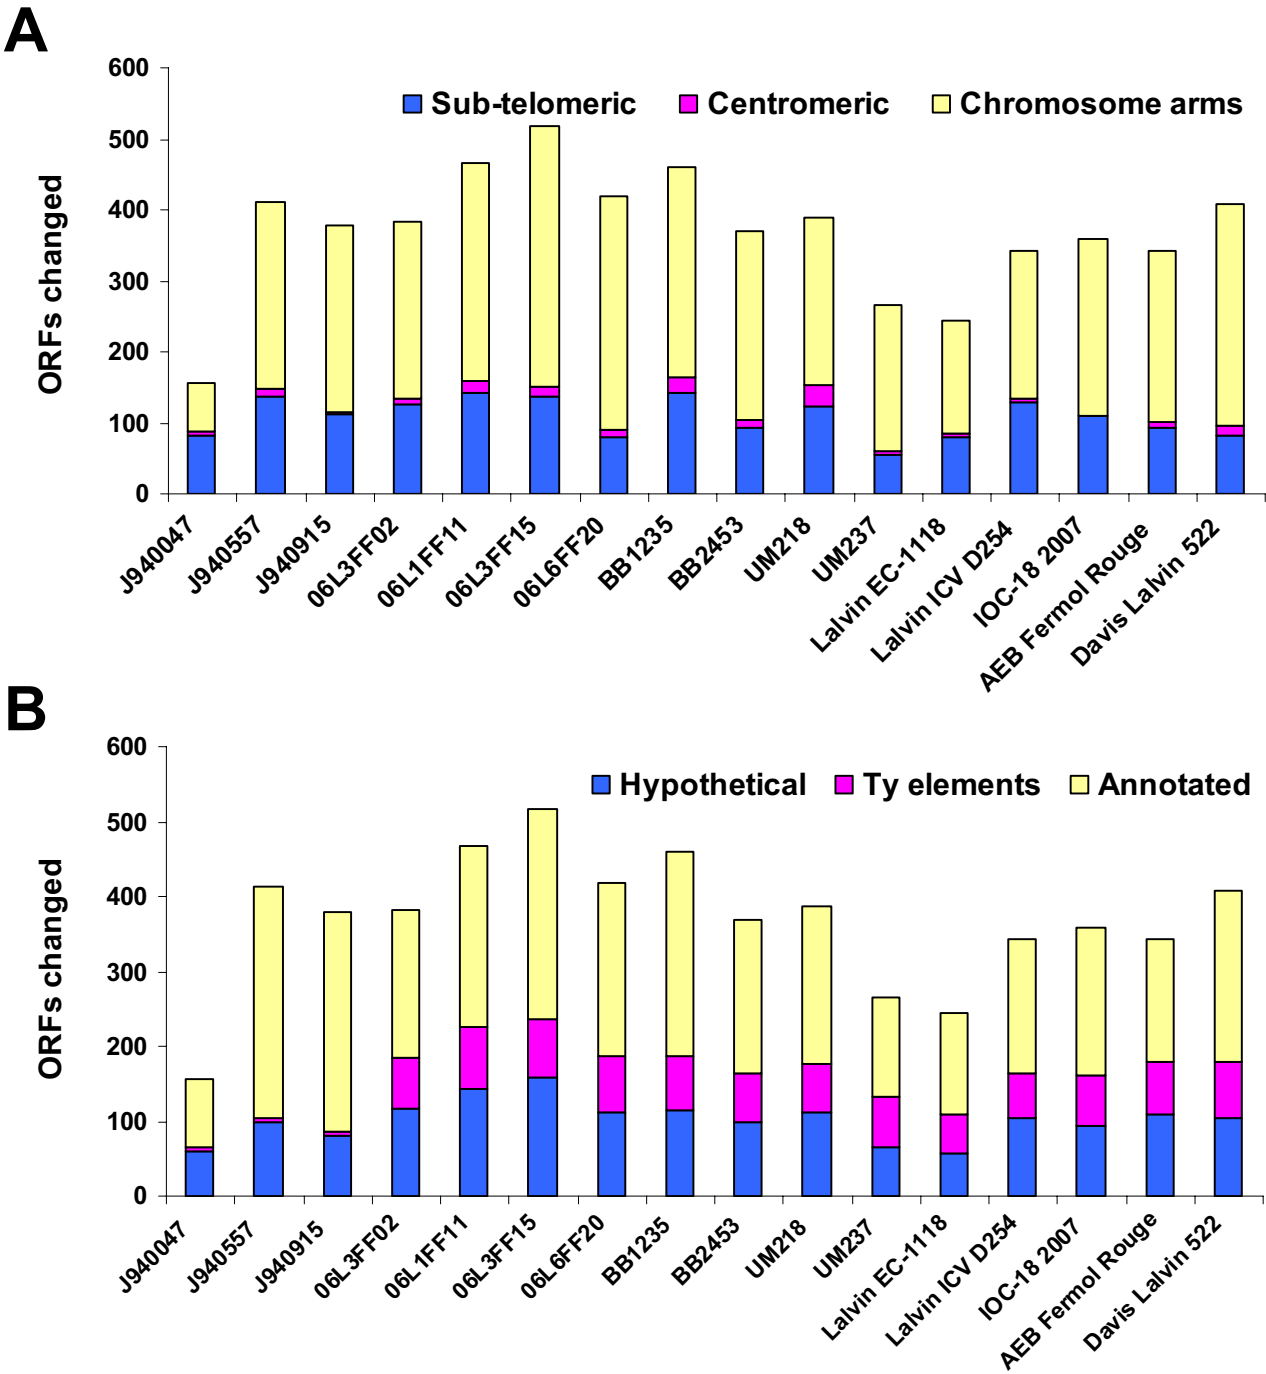 A
600
500
400
300
200
100
0
ORFs changed
Sub-telomeric Centromeric Chromosome arms
J940047
J940557
J940915
06L3FF02
06L1FF11
06L3FF15
06L6FF20
BB1235
BB2453
UM218
UM237
Lalvin EC-1118
Lalvin ICV D254
IOC-18 2007
AEB Fermol Rouge
Davis Lalvin 522
B
600
500
400
300
200
100
0
ORFs changed
Hypothetical Ty elements Annotated
J940047
J940557
J940915
06L3FF02
06L1FF11
06L3FF15
06L6FF20
BB1235
BB2453
UM218
UM237
Lalvin EC-1118
Lalvin ICV D254
IOC-18 2007
AEB Fermol Rouge
Davis Lalvin 522